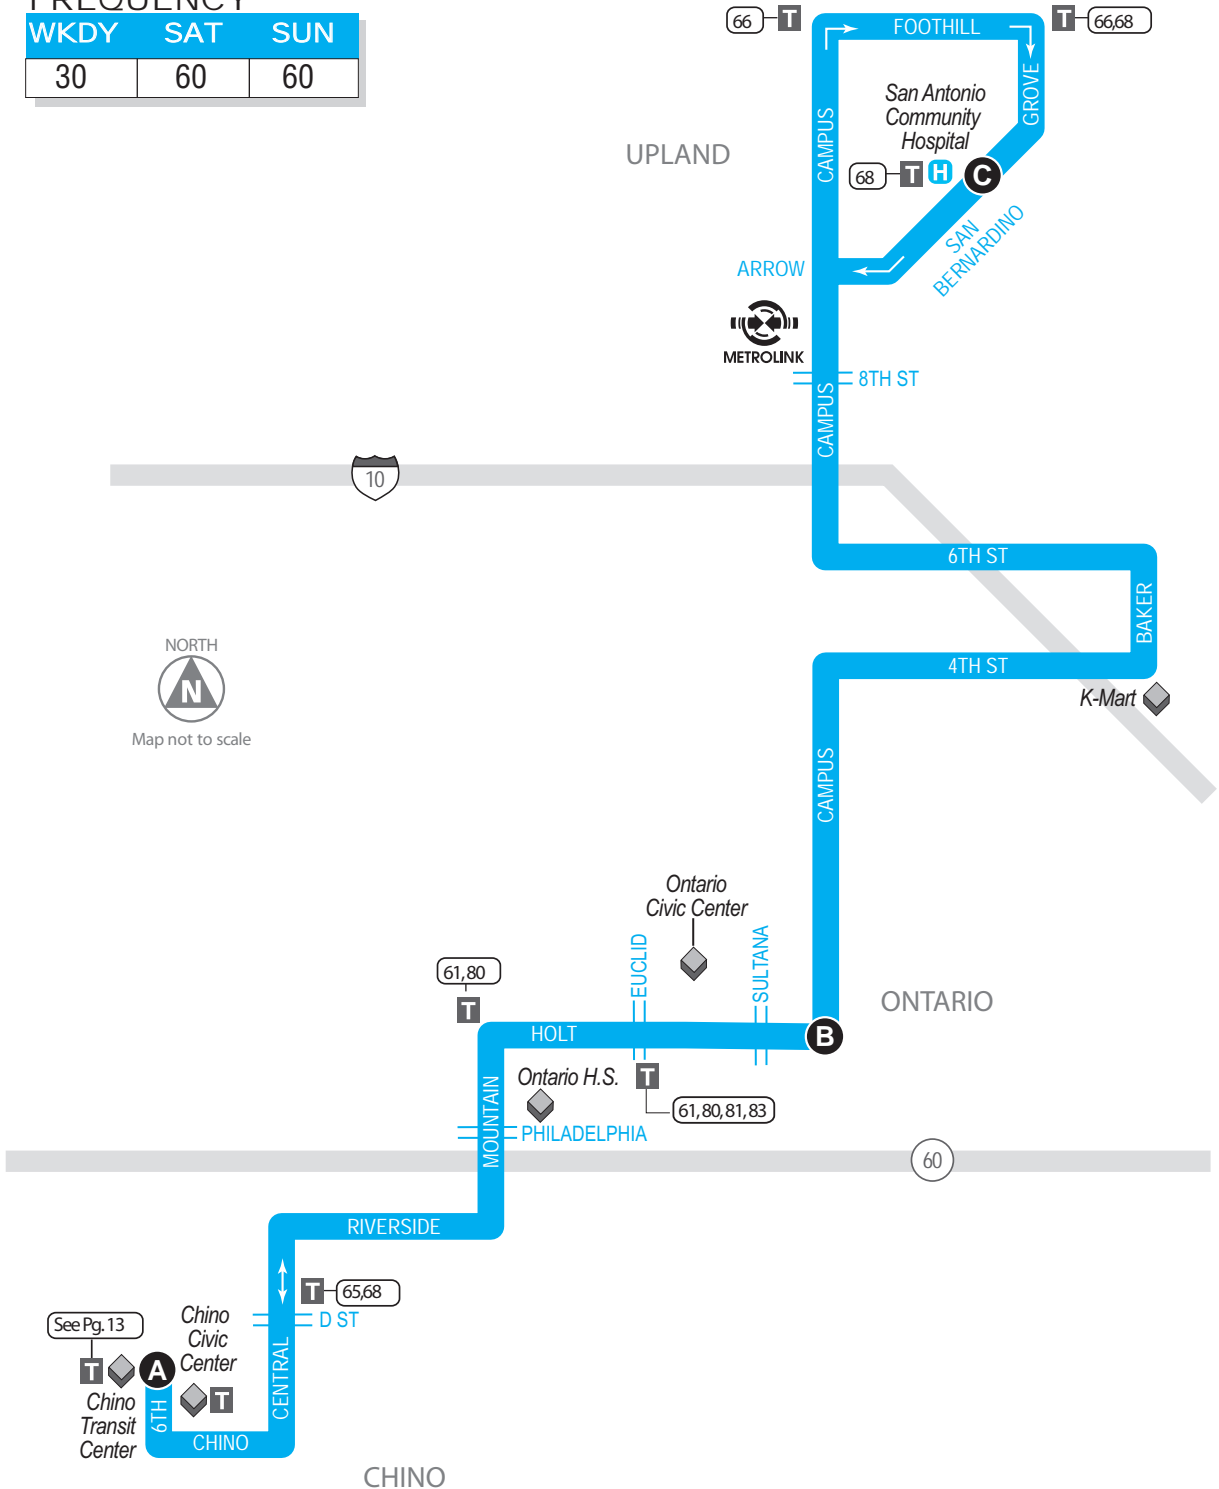 FREQUENCY
WKDY SAT SUN
30 60 60
66 T
FOOTHILL
T 66,68
GROVE
San Antonio
Community
Hospital
CAMPUS
UPLAND
68 T H C
SAN
BERNARDINO
ARROW
METROLINK
8TH ST
CAMPUS
10
6TH ST
BAKER
NORTH
N
Map not to scale
4TH ST
K-Mart
CAMPUS
Ontario
Civic Center
EUCLID
SULTANA
61,80
T
ONTARIO
HOLT
B
Ontario H.S.
T
61, 80, 81, 83
MOUNTAIN
PHILADELPHIA
60
RIVERSIDE
T 65,68
D ST
See Pg. 13
Chino
Civic
Center
T A
T
Chino
Transit
Center
6TH
CENTRAL
CHINO
CHINO